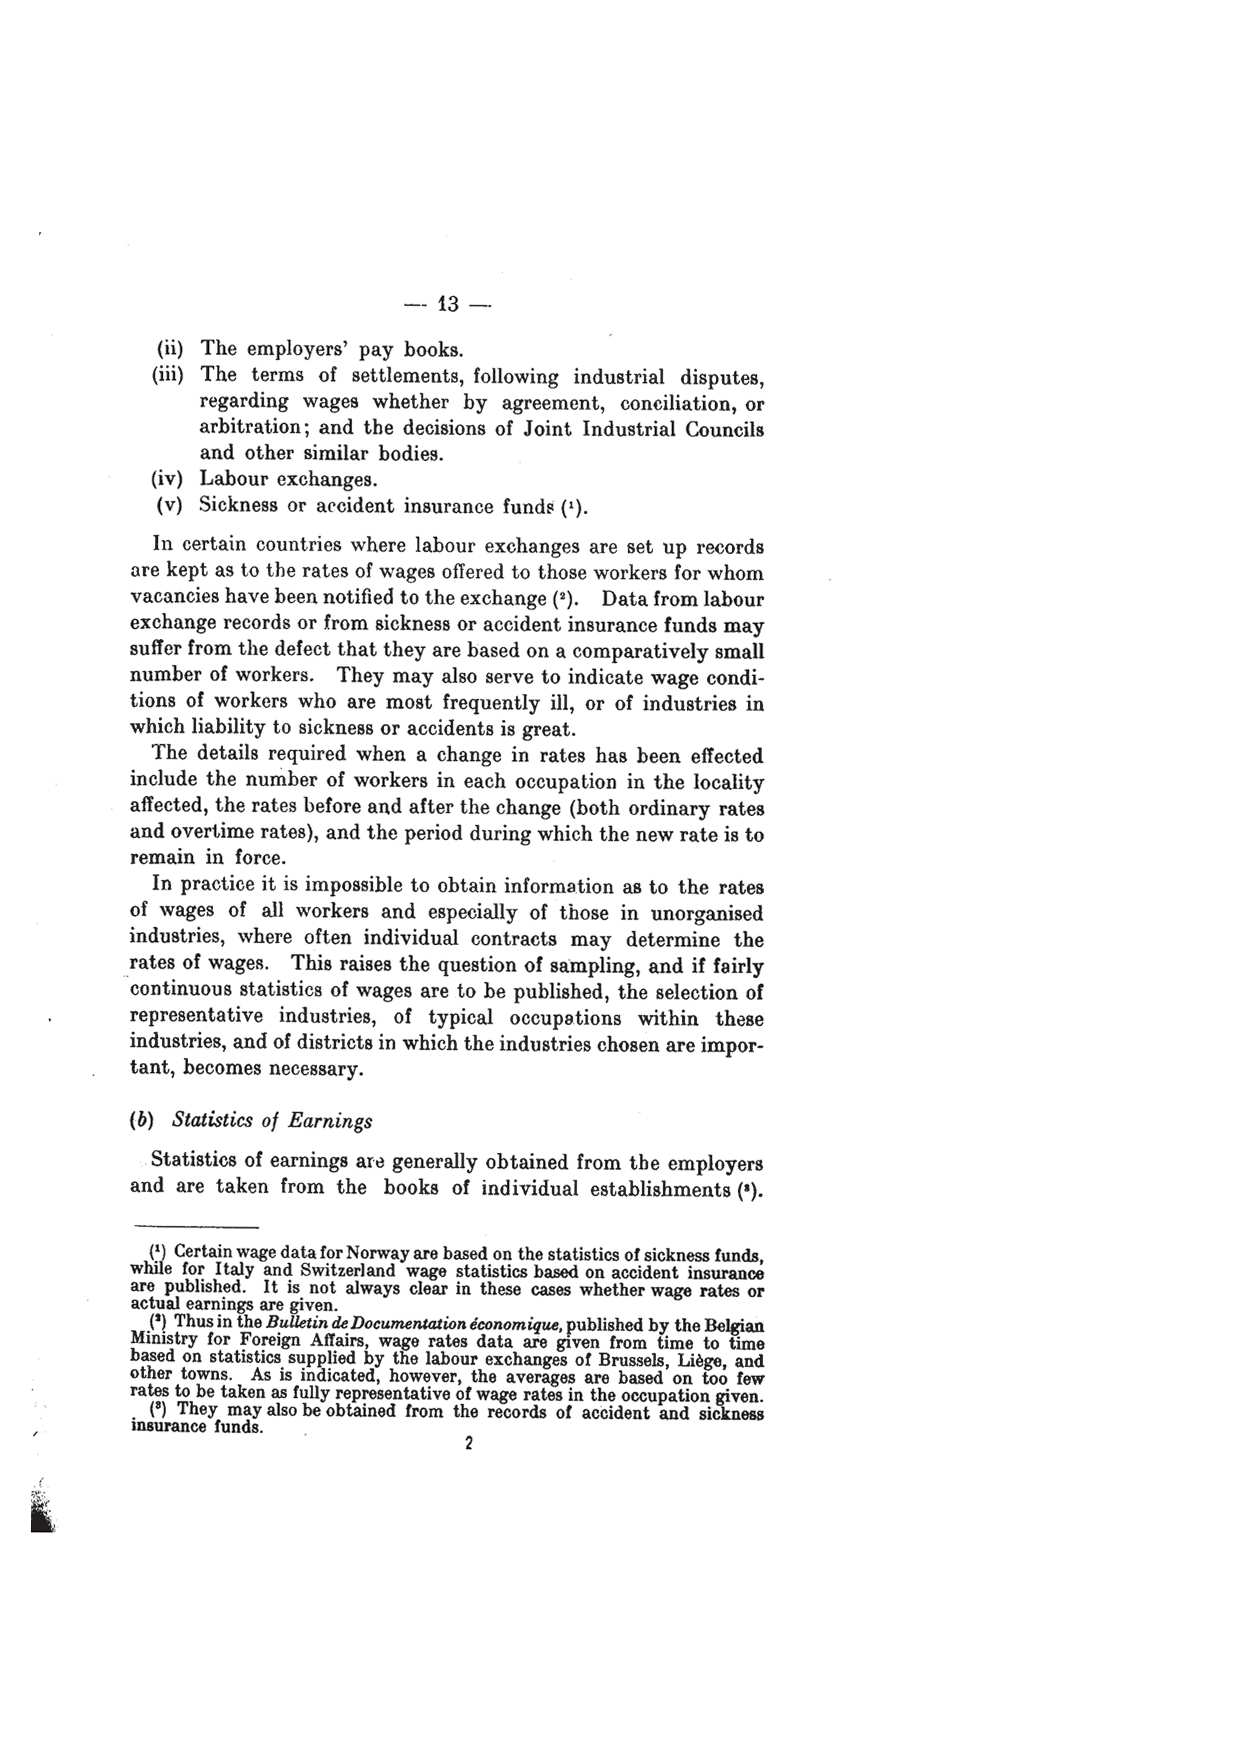 — 13 —
(ii) The employers' pay books.
(iii) The terms of settlements, following industrial disputes,
regarding wages whether by agreement, conciliation, or
arbitration; and the decisions of Joint Industrial Councils
and other similar bodies.
(iv) Labour exchanges.
(v) Sickness or accident insurance funds (¹).
In certain countries where labour exchanges are set up records
are kept as to the rates of wages offered to those workers for whom
vacancies have been notified to the exchange (²). Data from labour
exchange records or from sickness or accident insurance funds may
suffer from the defect that they are based on a comparatively small
number of workers. They may also serve to indicate wage condi-
tions of workers who are most frequently ill, or of industries in
which liability to sickness or accidents is great.
The details required when a change in rates has been effected
include the number of workers in each occupation in the locality
affected, the rates before and after the change (both ordinary rates
and overtime rates), and the period during which the new rate is to
remain in force.
In practice it is impossible to obtain information as to the rates
of wages of all workers and especially of those in unorganised
industries, where often individual contracts may determine the
rates of wages. This raises the question of sampling, and if fairly
continuous statistics of wages are to be published, the selection of
representative industries, of typical occupations within these
industries, and of districts in which the industries chosen are impor-
tant, becomes necessary.
(b) Statistics of Earnings
Statistics of earnings are generally obtained from the employers
and are taken from the books of individual establishments (³).
(¹) Certain wage data for Norway are based on the statistics of sickness funds,
while for Italy and Switzerland wage statistics based on accident insurance
are published. It is not always clear in these cases whether wage rates or
actual earnings are given.
(²) Thus in the Bulletin de Documentation économique, published by the Belgian
Ministry for Foreign Affairs, wage rates data are given from time to time
based on statistics supplied by the labour exchanges of Brussels, Liège, and
other towns. As is indicated, however, the averages are based on too few
rates to be taken as fully representative of wage rates in the occupation given.
(³) They may also be obtained from the records of accident and sickness
insurance funds.
2